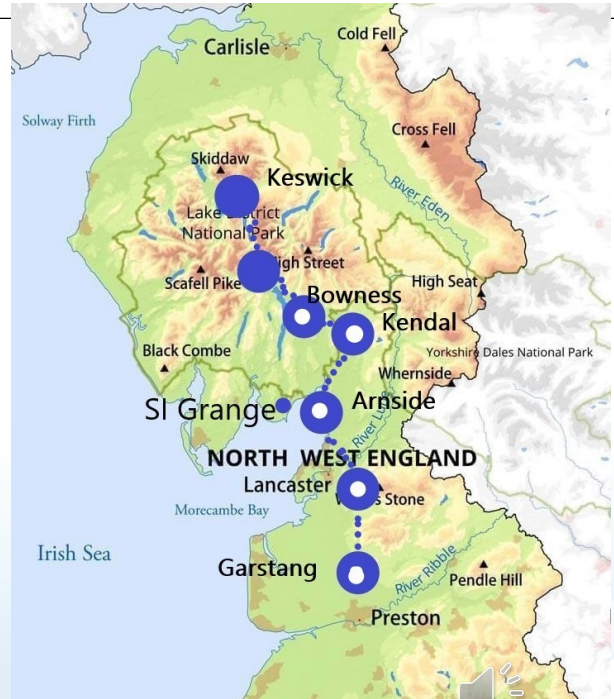 Cold Fell
Carlisle
Solway Firth
Cross Fell
Skiddaw
Keswick
River Eden
Lake District
National Park
High Street
Scafell Pike
High Seat
Bowness
Kendal
Black Combe
Yorkshire Dales National Park
Whernside
SI Grange
Arnside
River
NORTH WEST ENGLAND
Lancaster
Stone
Morecambe Bay
Irish Sea
Garstang
River Ribble
Pendle Hill
Preston